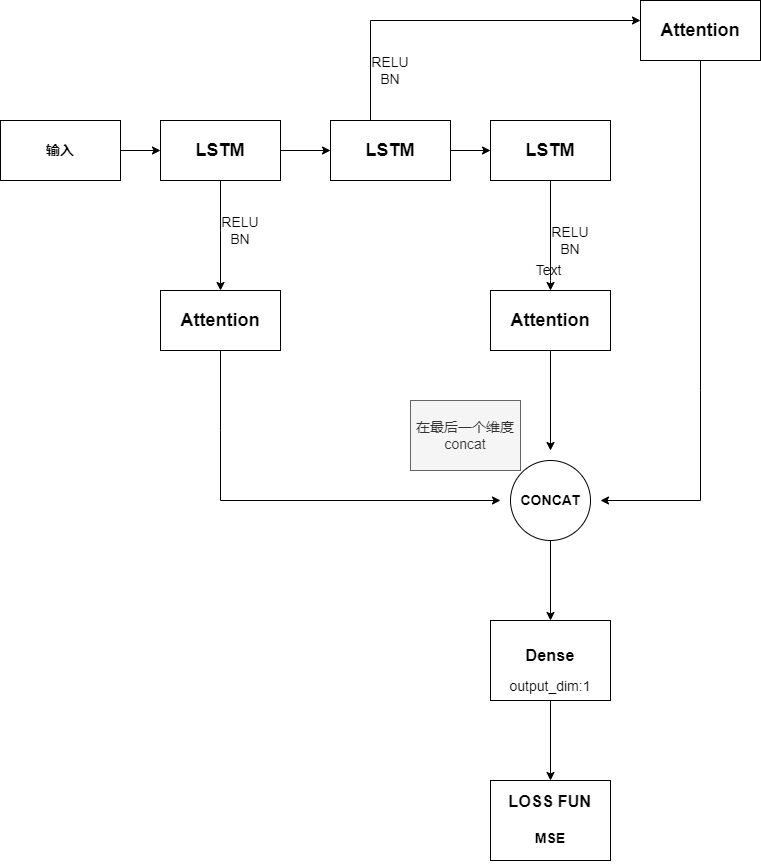 Attention
RELU
BN
输入
LSTM
LSTM
LSTM
RELU
BN
RELU
BN
Text
Attention
Attention
在最后一个维度
concat
CONCAT
Dense
output_dim:1
LOSS FUN
MSE